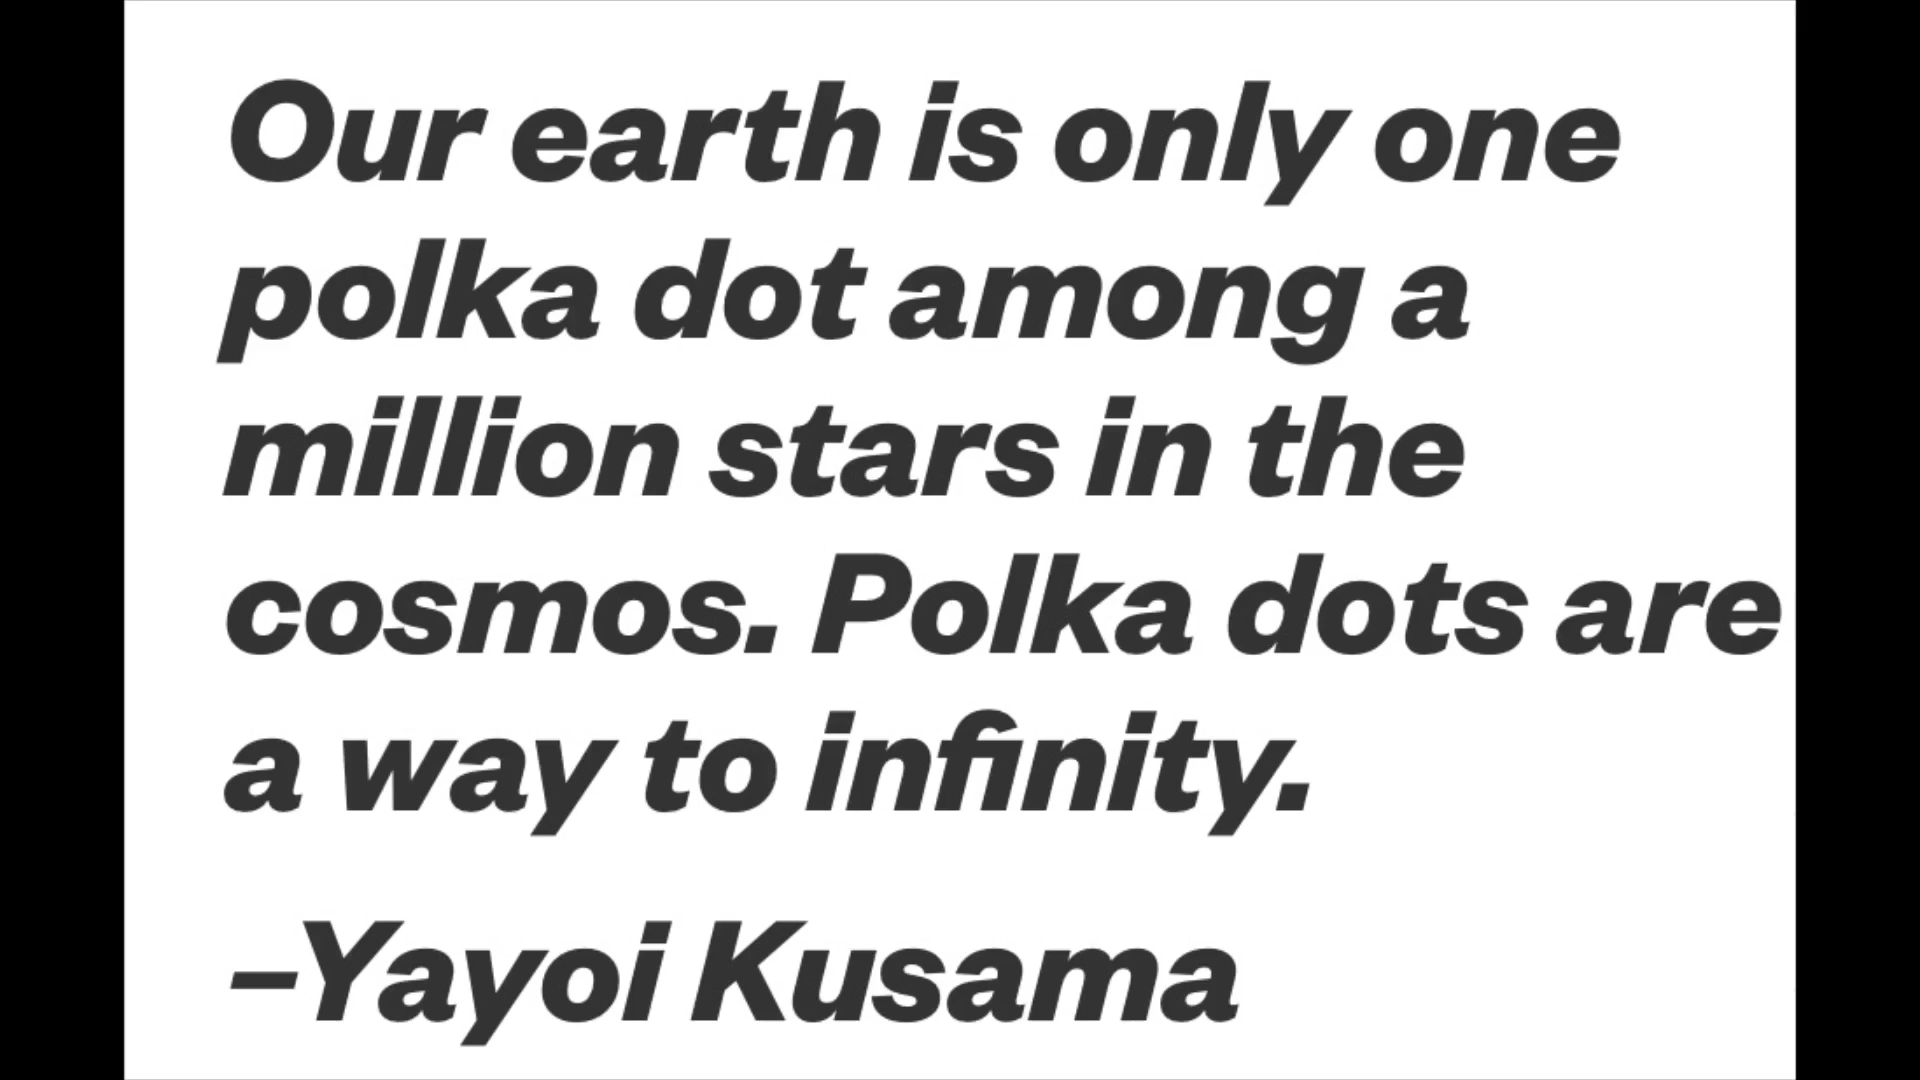 Our earth is only one
polka dot among a
million stars in the
cosmos. Polka dots are
a way to infinity.
–Yayoi Kusama